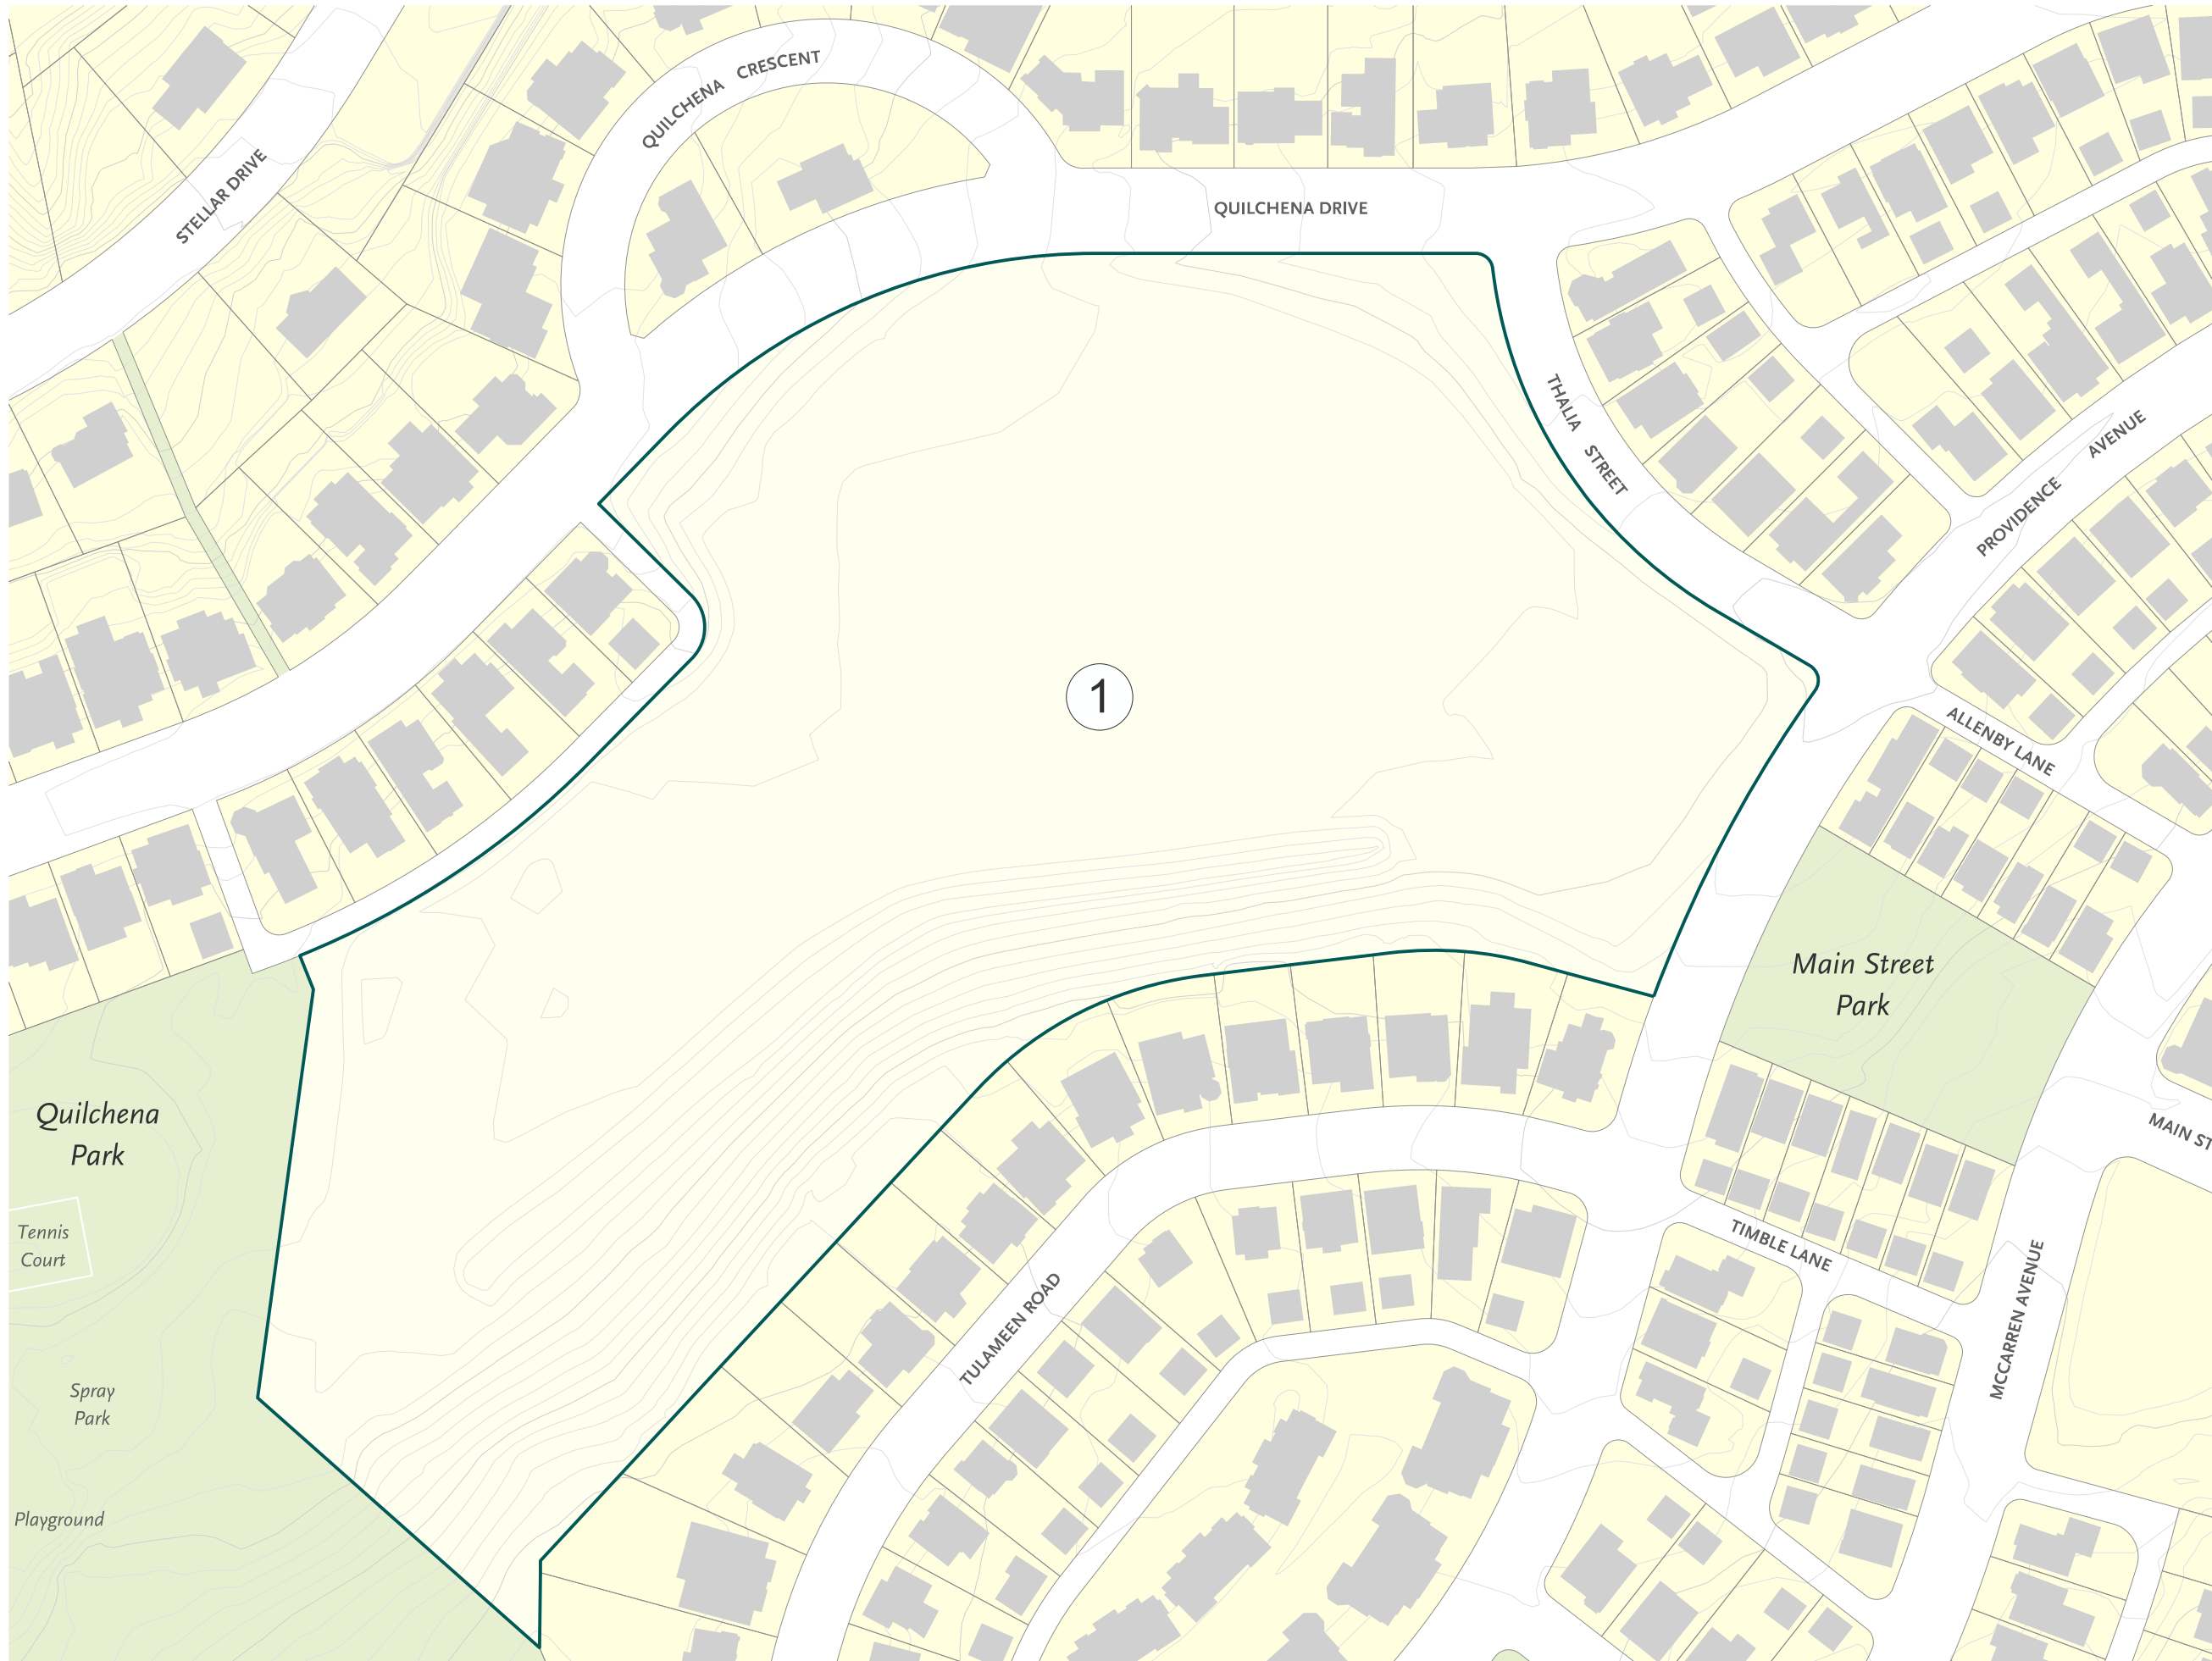 QUILCHENA CRESCENT
STELLAR DRIVE
QUILCHENA DRIVE
THALIA STREET
PROVIDENCE AVENUE
1
ALLENBY LANE
Main Street
Park
Quilchena
Park
MAIN ST
Tennis
Court
TIMBLE LANE
MCCARREN AVENUE
TULAMEEN ROAD
Spray
Park
Playground